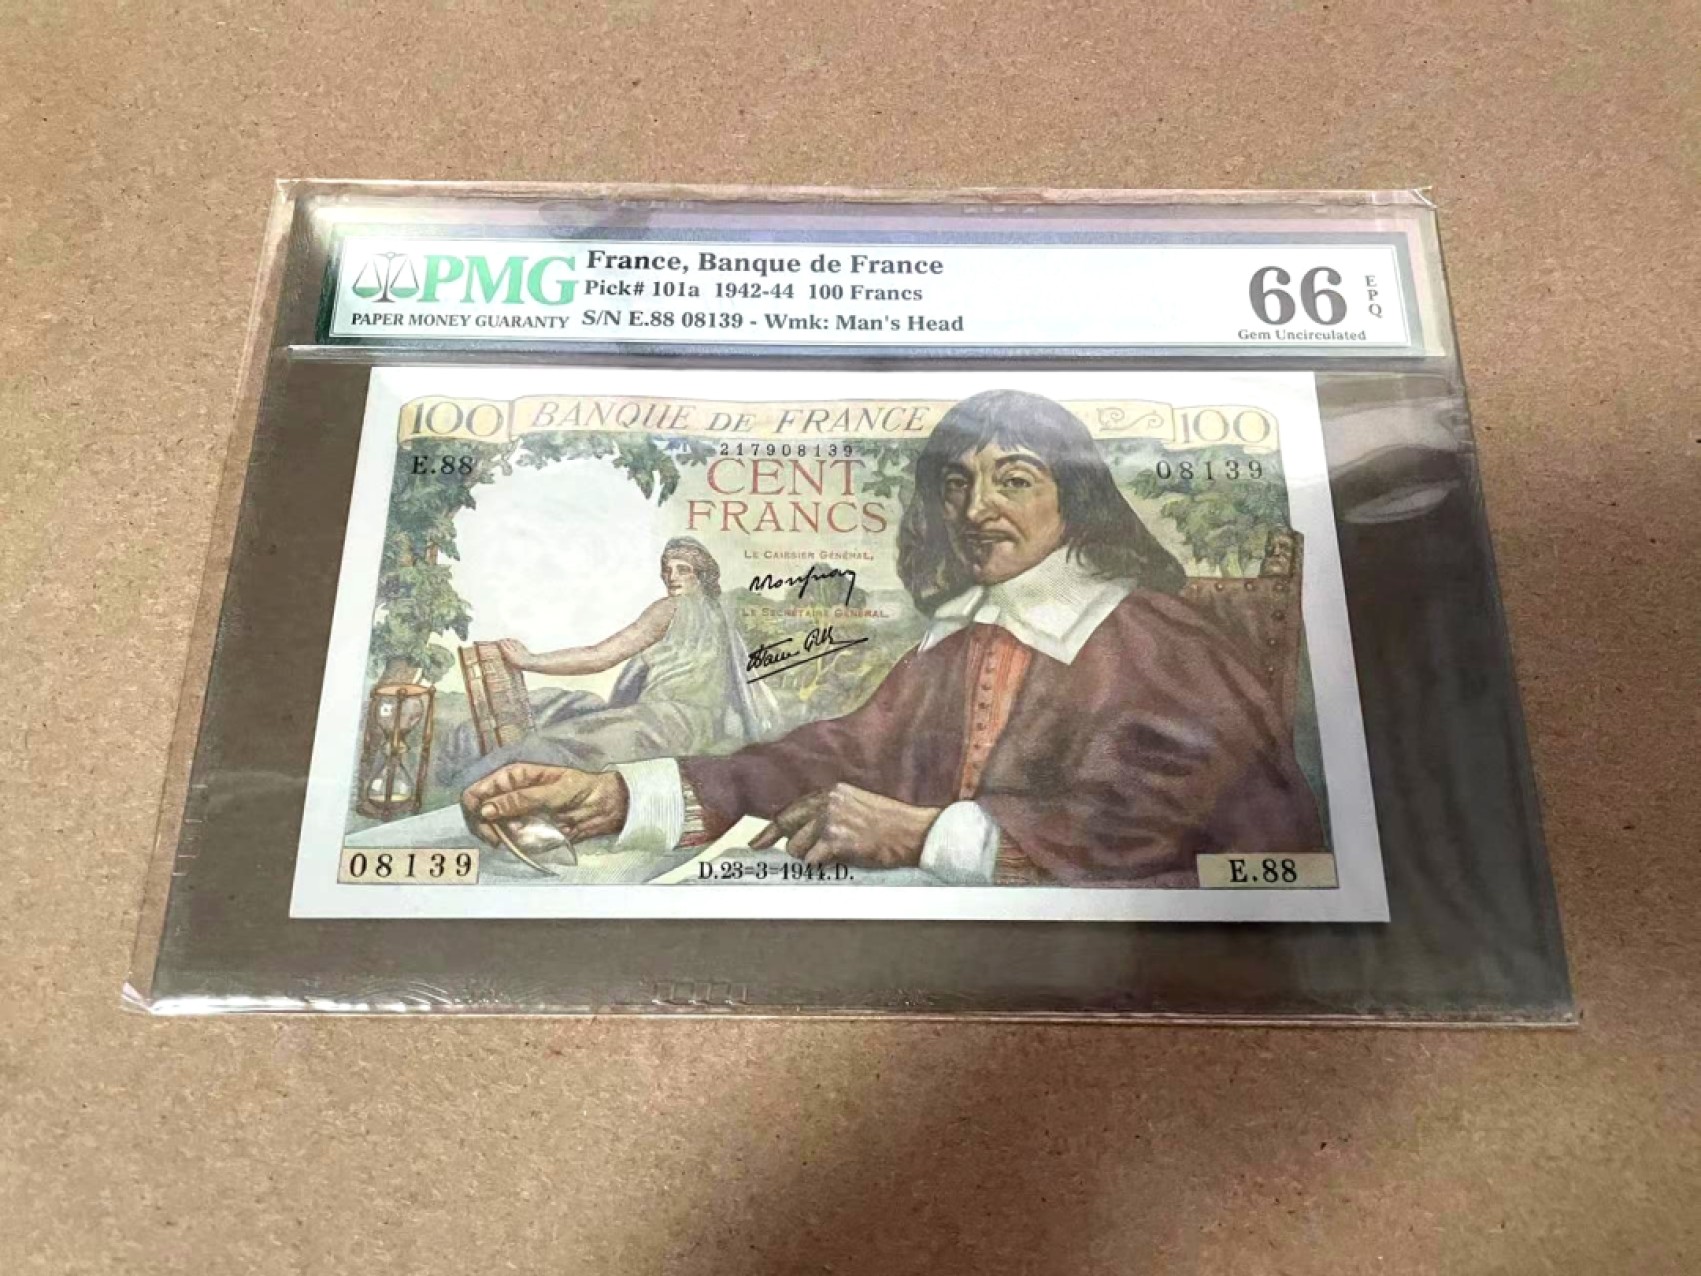 PMG
PAPER MONEY GUARANTY
France, Banque de France
Pick# 101a 1942-44 100 Francs
S/N E.88 08139 - Wmk: Man's Head
66
EPQ
Gem Uncirculated
100 BANQUE DE FRANCE 100
217908139
E.88 08139
CENT
FRANCS
LE CAISSIER GÉNÉRAL,
LE SECRÉTAIRE GÉNÉRAL,
08139 D.23=3=1944.D. E.88